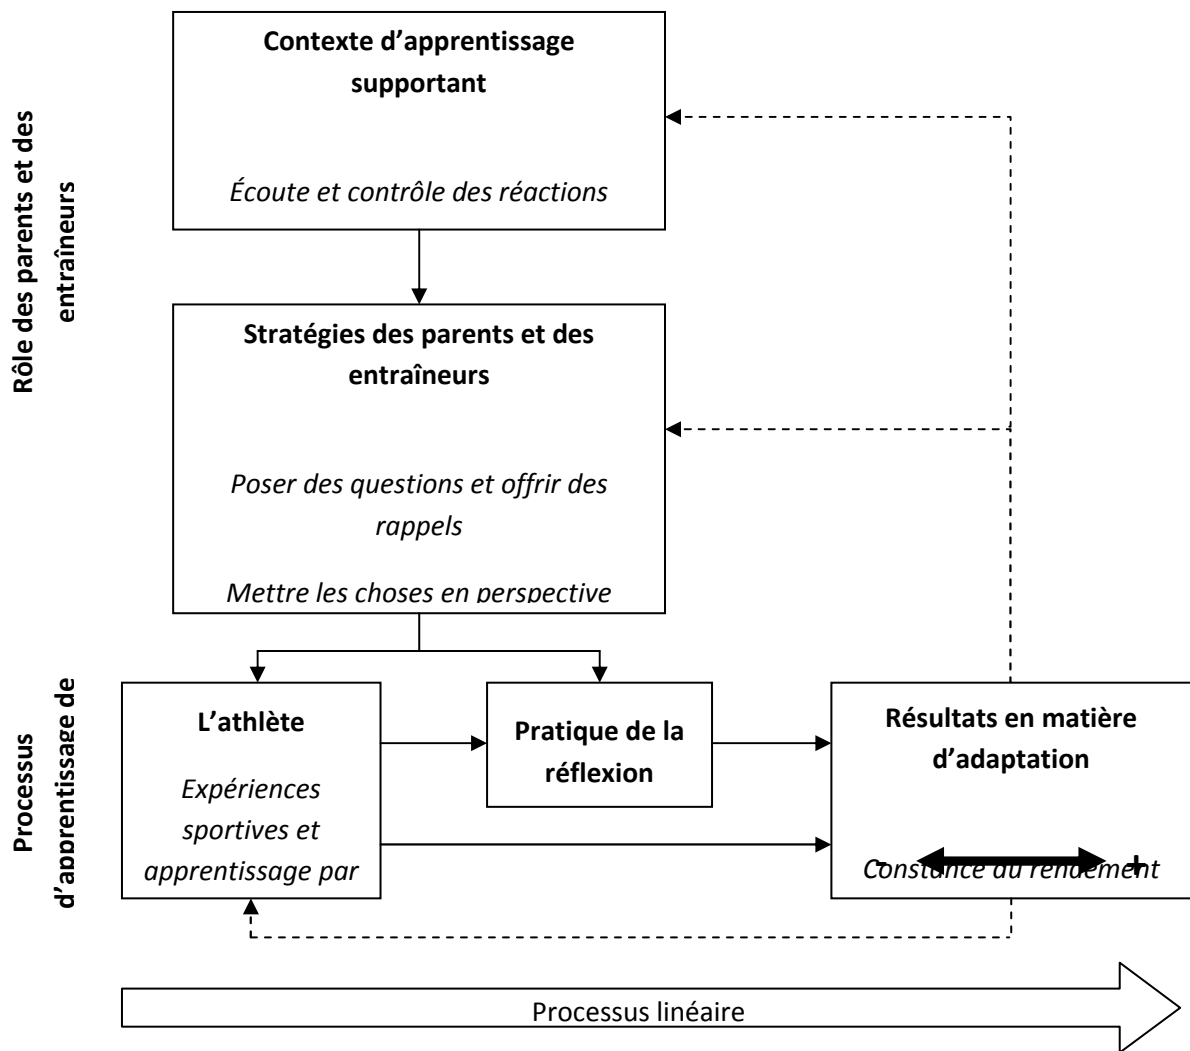 Rôle des parents et des
entraîneurs
Contexte d’apprentissage
supportant
Écoute et contrôle des réactions
Stratégies des parents et des
entraîneurs
Poser des questions et offrir des
rappels
Mettre les choses en perspective
Processus
d’apprentissage de
L’athlète
Expériences
sportives et
apprentissage par
Pratique de la
réflexion
Résultats en matière
d’adaptation
- +
Constance du rendement
Processus linéaire